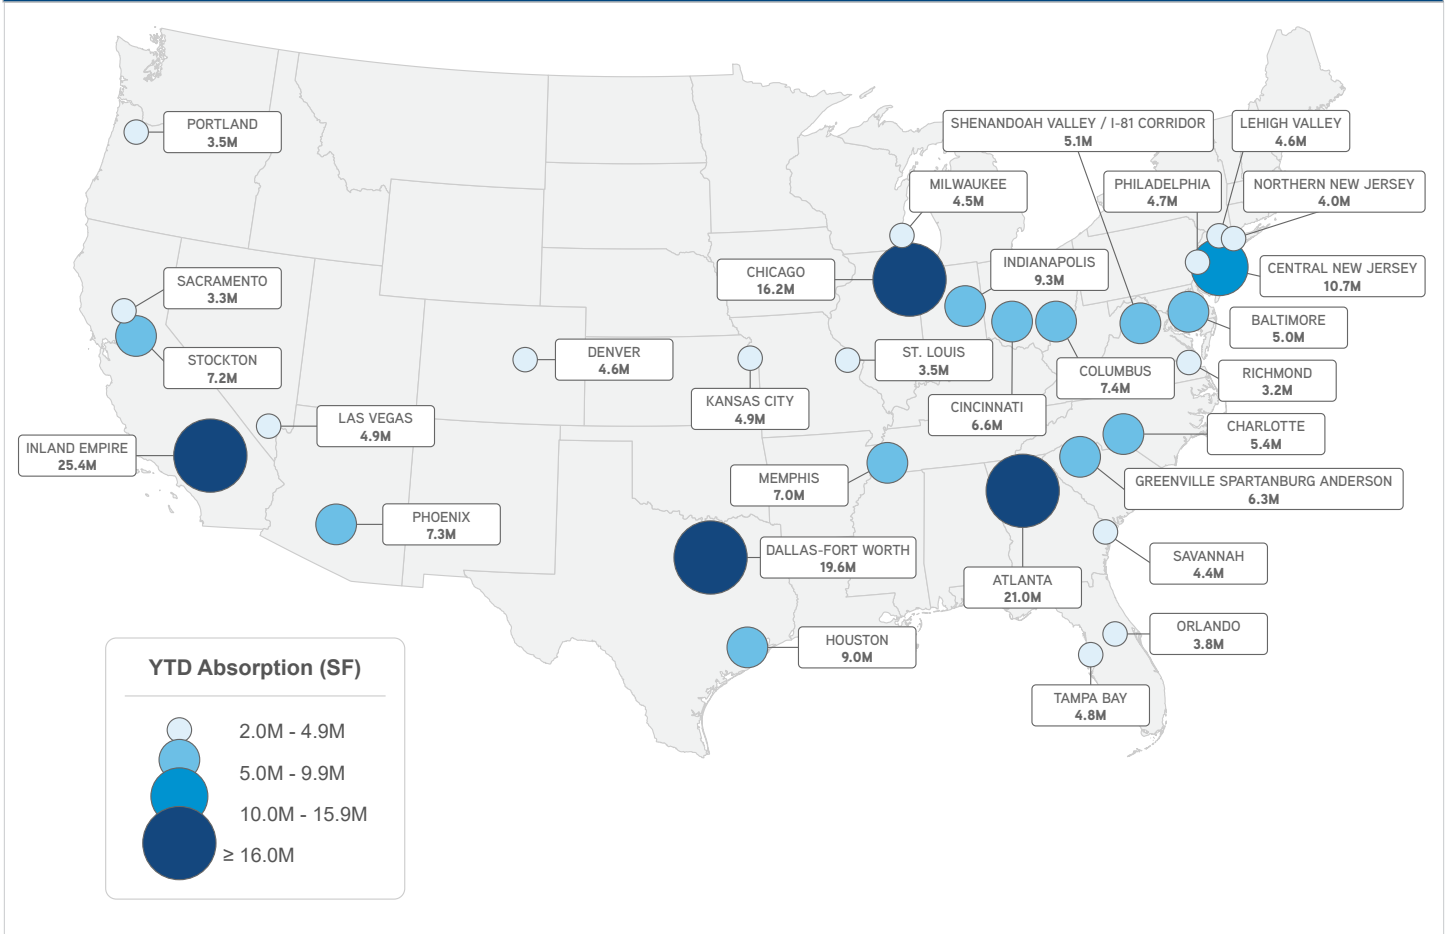 PORTLAND
3.5M
SHENANDOAH VALLEY / I-81 CORRIDOR
5.1M
LEHIGH VALLEY
4.6M
MILWAUKEE
4.5M
PHILADELPHIA
4.7M
NORTHERN NEW JERSEY
4.0M
SACRAMENTO
3.3M
CHICAGO
16.2M
INDIANAPOLIS
9.3M
CENTRAL NEW JERSEY
10.7M
STOCKTON
7.2M
DENVER
4.6M
ST. LOUIS
3.5M
BALTIMORE
5.0M
COLUMBUS
7.4M
RICHMOND
3.2M
KANSAS CITY
4.9M
CINCINNATI
6.6M
LAS VEGAS
4.9M
CHARLOTTE
5.4M
INLAND EMPIRE
25.4M
MEMPHIS
7.0M
GREENVILLE SPARTANBURG ANDERSON
6.3M
PHOENIX
7.3M
DALLAS-FORT WORTH
19.6M
SAVANNAH
4.4M
ATLANTA
21.0M
HOUSTON
9.0M
ORLANDO
3.8M
TAMPA BAY
4.8M
YTD Absorption (SF)
2.0M - 4.9M
5.0M - 9.9M
10.0M - 15.9M
≥ 16.0M